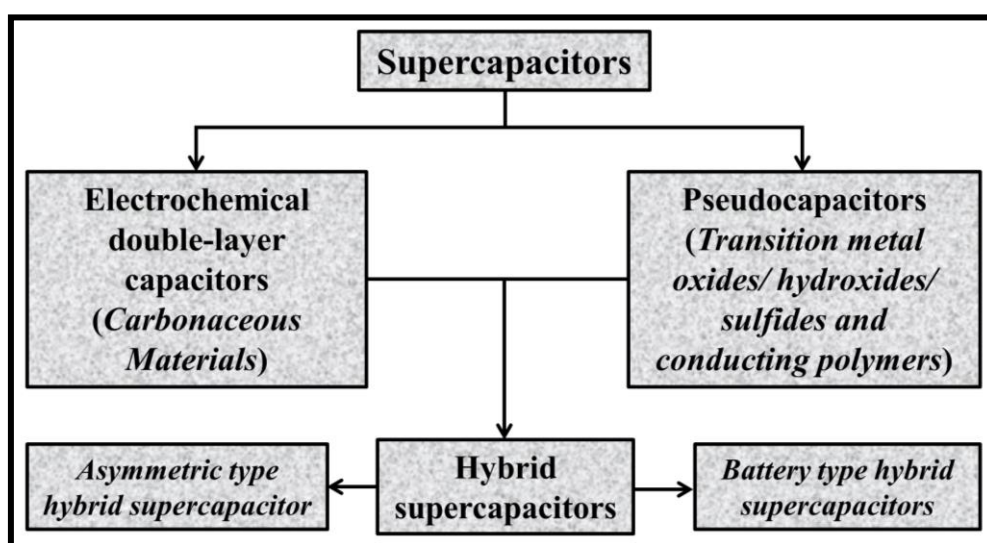 Supercapacitors
Electrochemical
double-layer
capacitors
(Carbonaceous
Materials)
Pseudocapacitors
(Transition metal
oxides/ hydroxides/
sulfides and
conducting polymers)
Asymmetric type
hybrid supercapacitor
Hybrid
supercapacitors
Battery type hybrid
supercapacitors